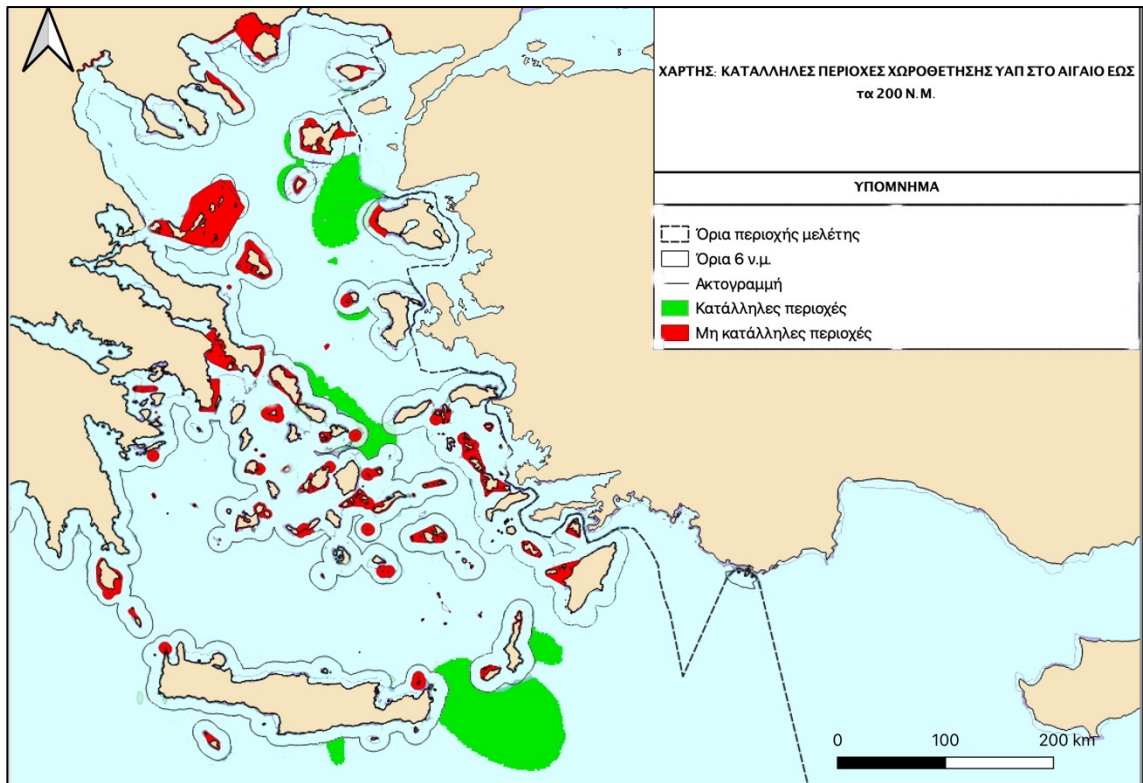 ΧΑΡΤΗΣ: ΚΑΤΑΛΛΗΛΕΣ ΠΕΡΙΟΧΕΣ ΧΩΡΟΘΕΤΗΣΗΣ ΥΑΠ ΣΤΟ ΑΙΓΑΙΟ ΕΩΣ
τα 200 Ν.Μ.
ΥΠΟΜΝΗΜΑ
Όρια περιοχής μελέτης
Όρια 6 ν.μ.
Ακτογραμμή
Κατάλληλες περιοχές
Μη κατάλληλες περιοχές
0 100 200 km